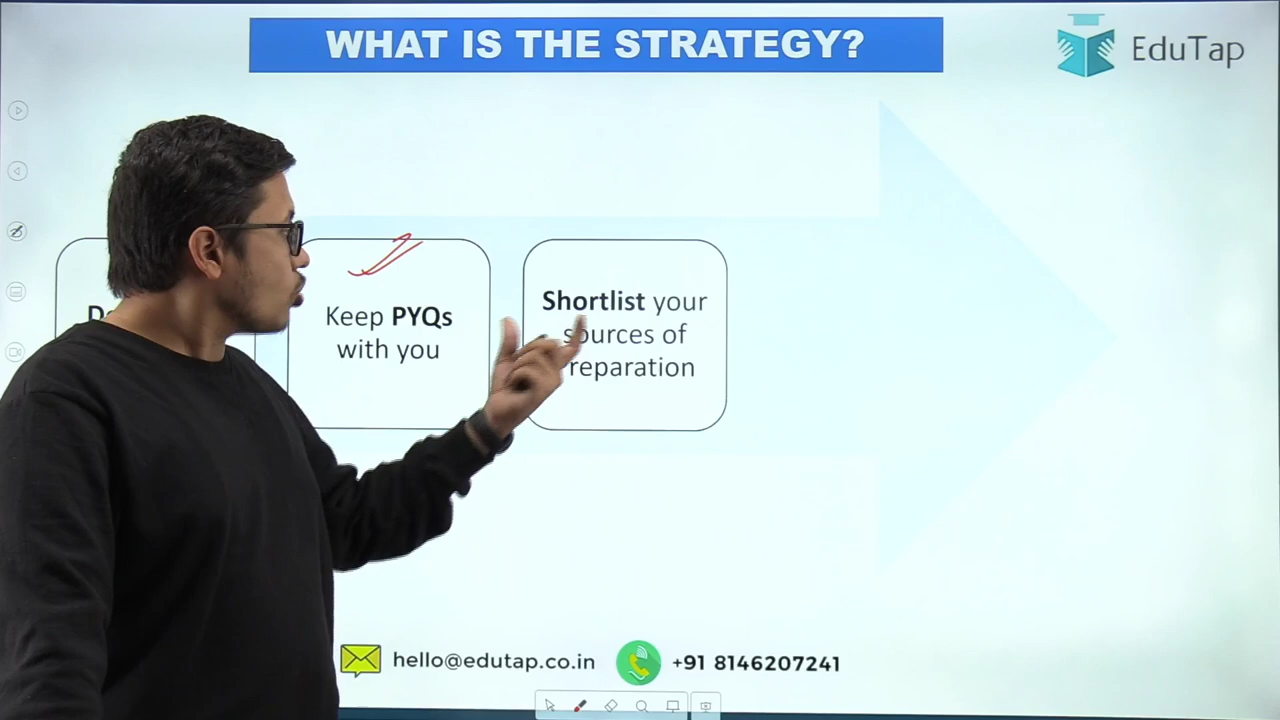 WHAT IS THE STRATEGY?
EduTap
Keep PYQs
with you
Shortlist your
sources of
reparation
hello@edutap.co.in
+91 8146207241